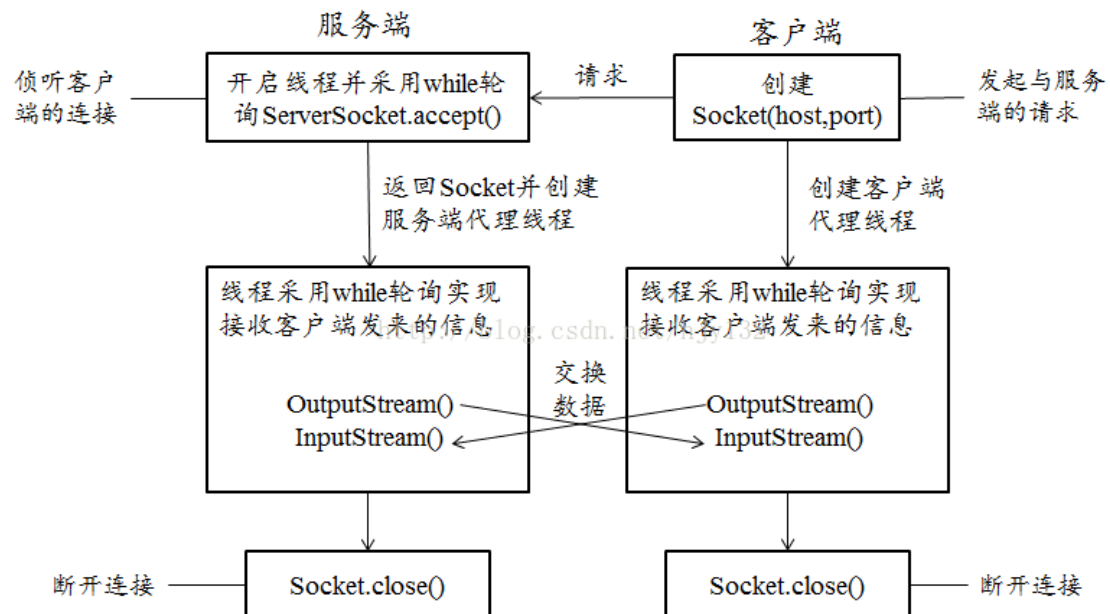 服务端
客户端
侦听客户
端的连接
开启线程并采用while轮
询ServerSocket.accept()
请求
创建
Socket(host,port)
发起与服务
端的请求
返回Socket并创建
服务端代理线程
创建客户端
代理线程
线程采用while轮询实现
接收客户端发来的信息
线程采用while轮询实现
接收客户端发来的信息
http://blog.csdn.net/njyl32
交换
数据
OutputStream()
InputStream()
OutputStream()
InputStream()
断开连接
Socket.close()
Socket.close()
断开连接